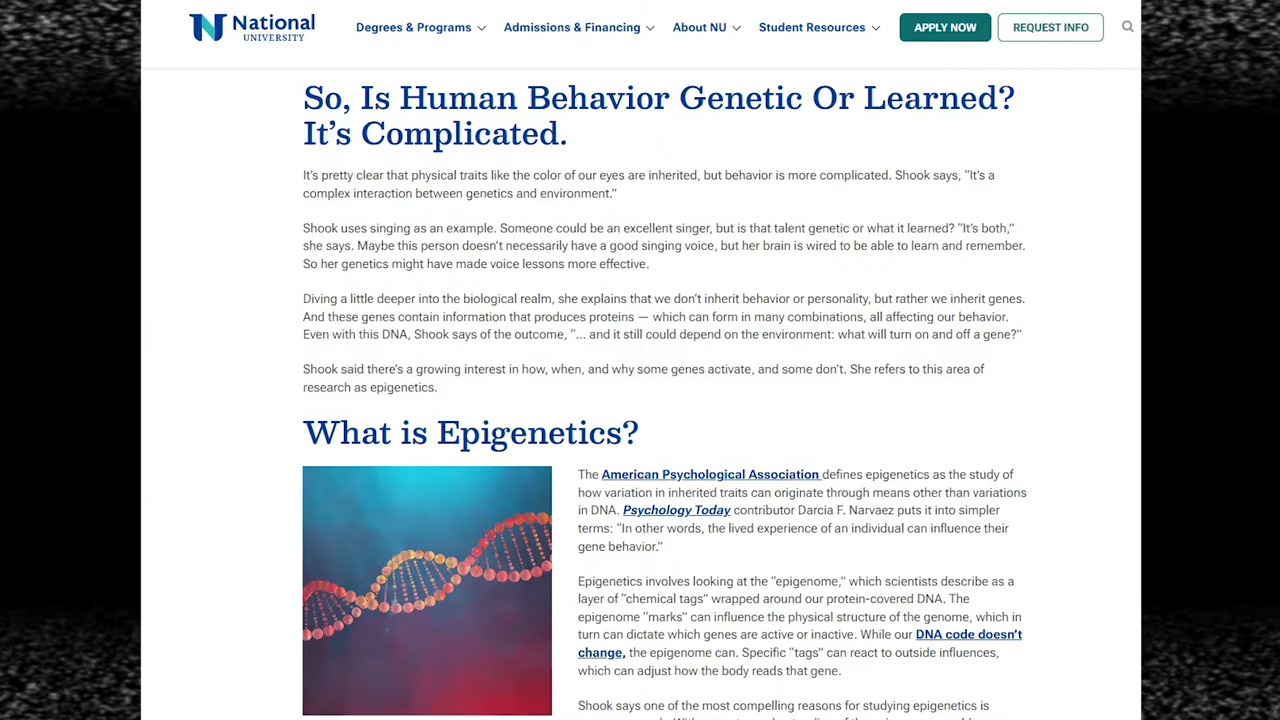 National
UNIVERSITY
Degrees & Programs
Admissions & Financing
About NU
Student Resources
APPLY NOW
REQUEST INFO
So, Is Human Behavior Genetic Or Learned?
It’s Complicated.
It’s pretty clear that physical traits like the color of our eyes are inherited, but behavior is more complicated. Shook says, “It’s a
complex interaction between genetics and environment.”
Shook uses singing as an example. Someone could be an excellent singer, but is that talent genetic or what it learned? “It’s both,”
she says. Maybe this person doesn’t necessarily have a good singing voice, but her brain is wired to be able to learn and remember.
So her genetics might have made voice lessons more effective.
Diving a little deeper into the biological realm, she explains that we don’t inherit behavior or personality, but rather we inherit genes.
And these genes contain information that produces proteins — which can form in many combinations, all affecting our behavior.
Even with this DNA, Shook says of the outcome, “… and it still could depend on the environment: what will turn on and off a gene?”
Shook said there’s a growing interest in how, when, and why some genes activate, and some don’t. She refers to this area of
research as epigenetics.
What is Epigenetics?
The American Psychological Association defines epigenetics as the study of
how variation in inherited traits can originate through means other than variations
in DNA. Psychology Today contributor Darcia F. Narvaez puts it into simpler
terms: “In other words, the lived experience of an individual can influence their
gene behavior.”
Epigenetics involves looking at the “epigenome,” which scientists describe as a
layer of “chemical tags” wrapped around our protein-covered DNA. The
epigenome “marks” can influence the physical structure of the genome, which in
turn can dictate which genes are active or inactive. While our DNA code doesn’t
change, the epigenome can. Specific “tags” can react to outside influences,
which can adjust how the body reads that gene.
Shook says one of the most compelling reasons for studying epigenetics is